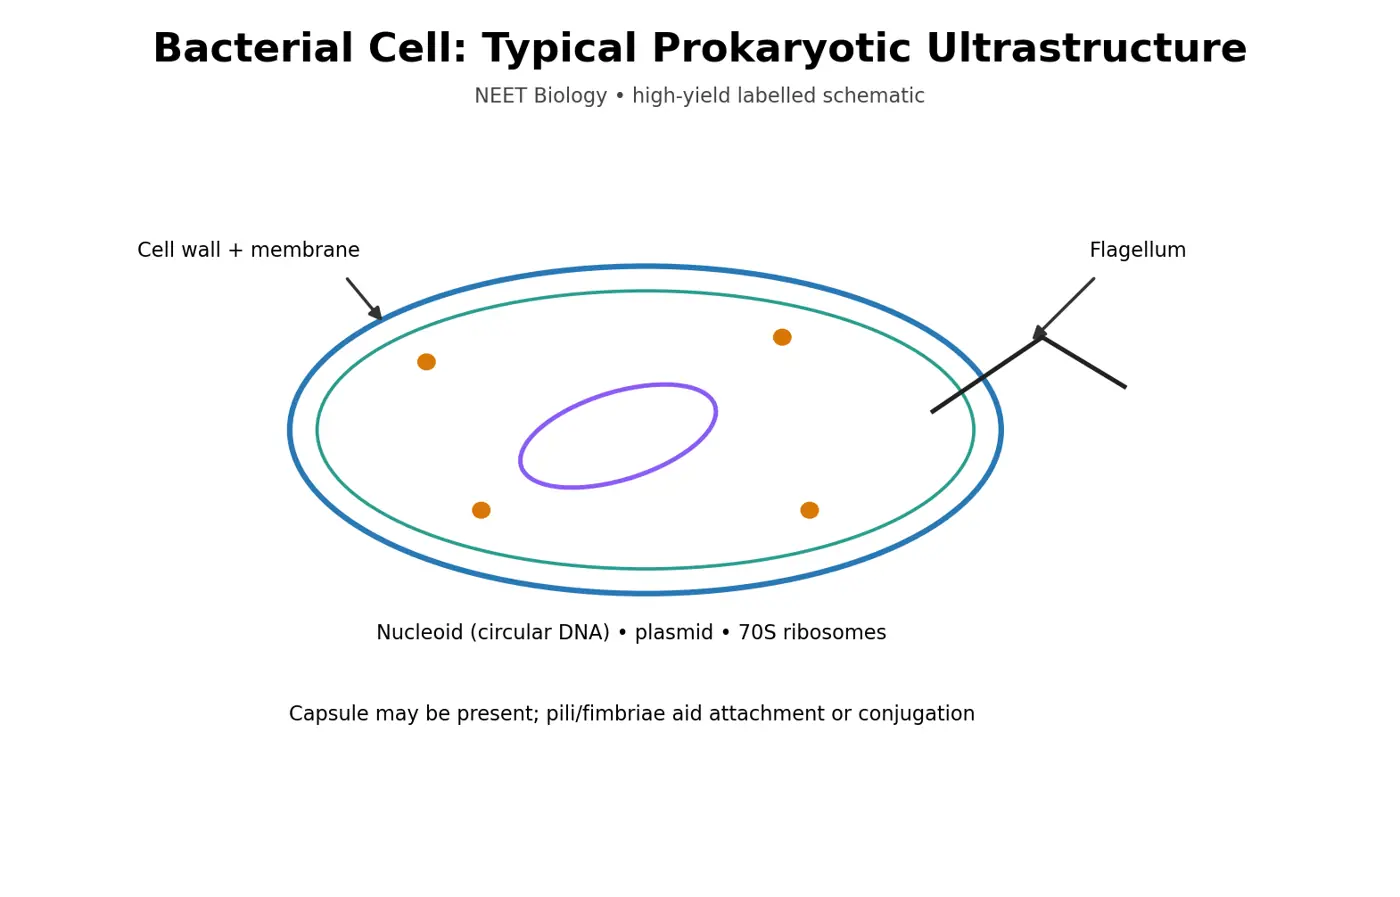 Bacterial Cell: Typical Prokaryotic Ultrastructure
NEET Biology • high-yield labelled schematic
Cell wall + membrane
Flagellum
Nucleoid (circular DNA) • plasmid • 70S ribosomes
Capsule may be present; pili/fimbriae aid attachment or conjugation